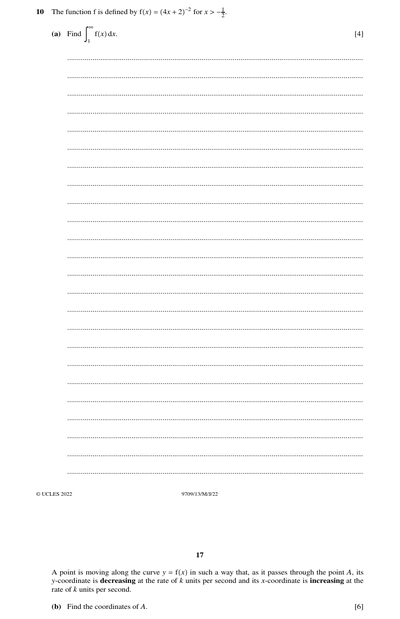 10 The function f is defined by f(x) = (4x + 2)⁻² for x > −1/2.
(a) Find ∫₁^∞ f(x) dx. [4]
© UCLES 2022 9709/13/M/J/22
17
A point is moving along the curve y = f(x) in such a way that, as it passes through the point A, its
y-coordinate is decreasing at the rate of k units per second and its x-coordinate is increasing at the
rate of k units per second.
(b) Find the coordinates of A. [6]